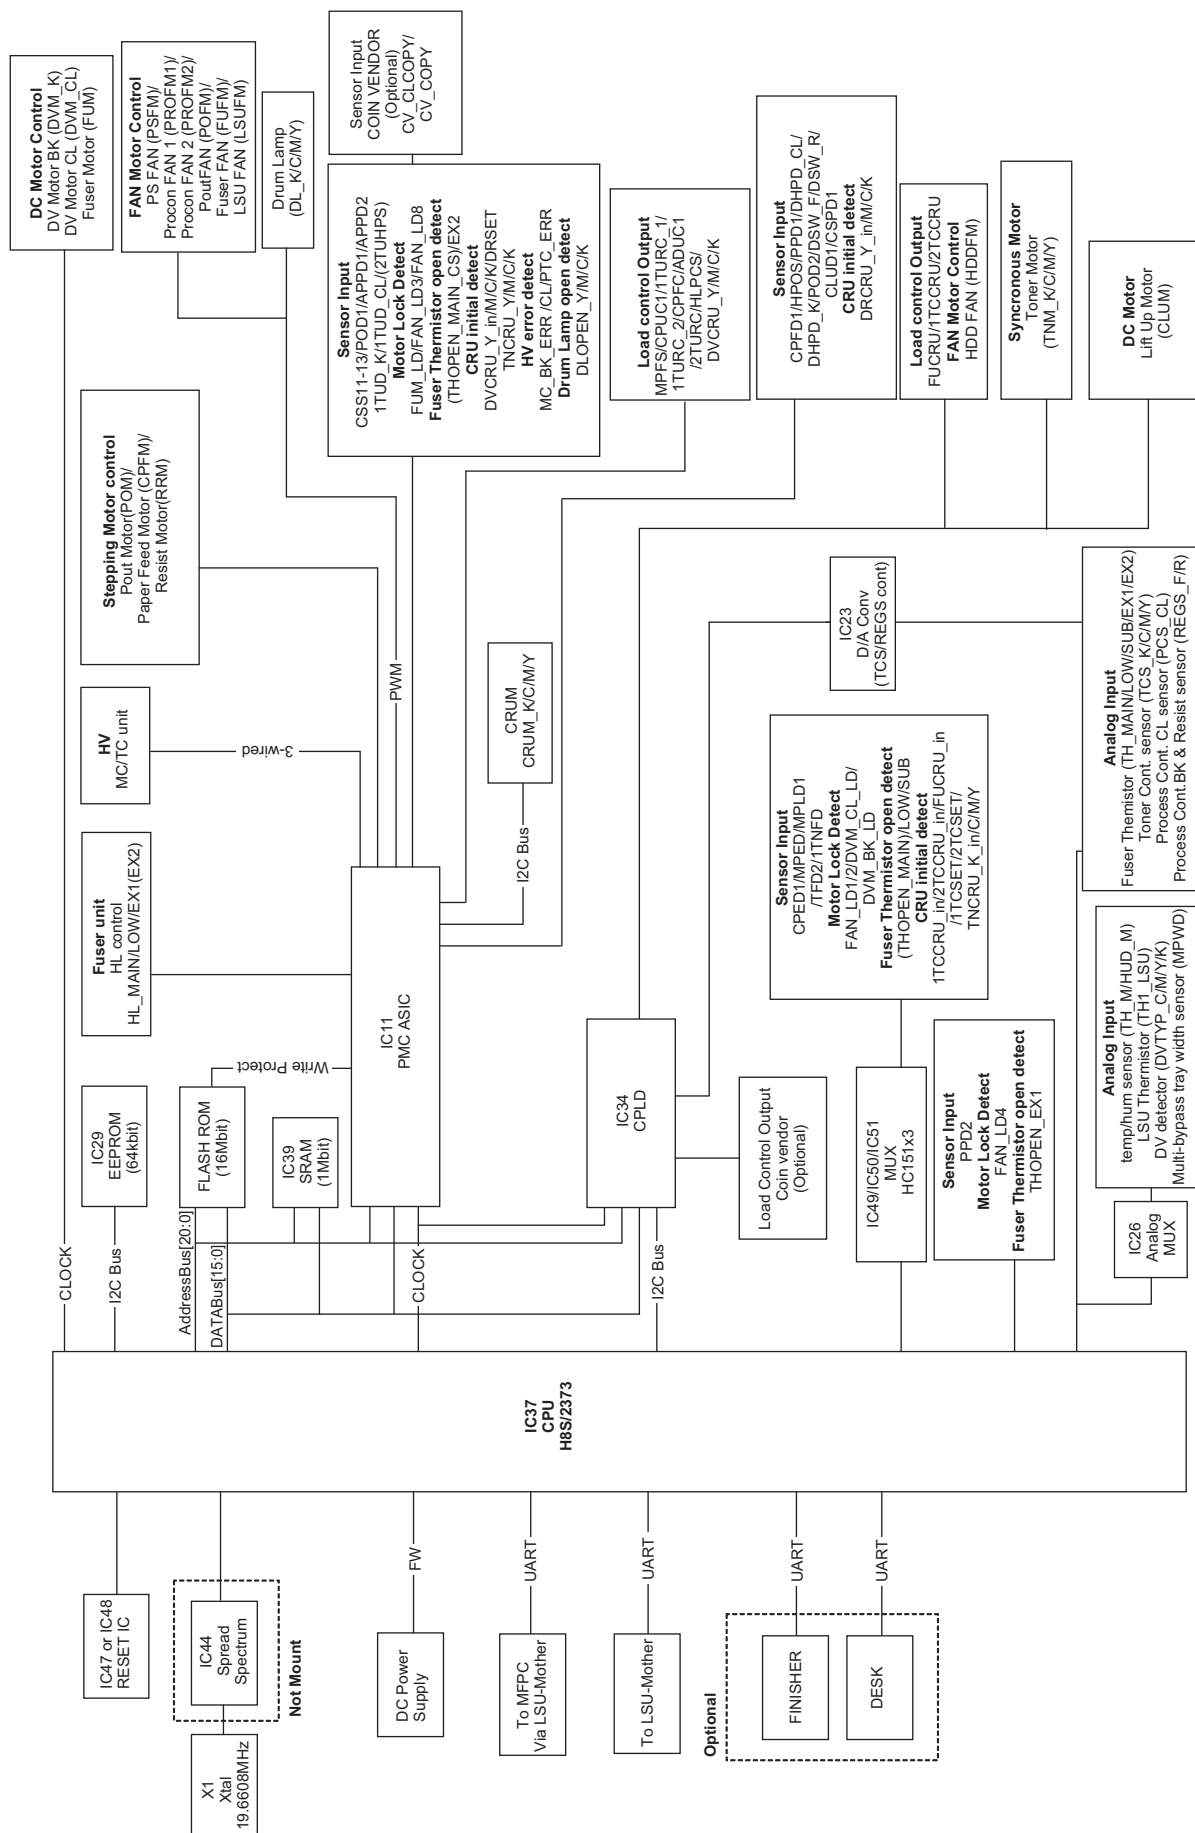 X1
Xtal
19.6608MHz
IC47 or IC48
RESET IC
IC44
Spread
Spectrum
Not Mount
DC Power
Supply
FW
To MFPC
Via LSU-Mother
UART
To LSU-Mother
UART
Optional
FINISHER
UART
DESK
UART
IC37
CPU
H8S/2373
CLOCK
I2C Bus
AddressBus[20:0]
DATABus[15:0]
CLOCK
I2C Bus
IC29
EEPROM
(64kbit)
FLASH ROM
(16Mbit)
IC39
SRAM
(1Mbit)
Write Protect
IC11
PMC ASIC
IC34
CPLD
Load Control Output
Coin vendor
(Optional)
IC49/IC50/IC51
MUX
HC151x3
Sensor Input
PPD2
Motor Lock Detect
FAN_LD4
Fuser Thermistor open detect
THOPEN_EX1
IC26
Analog
MUX
Analog Input
temp/hum sensor (TH_M/HUD_M)
LSU Thermistor (TH1_LSU)
DV detector (DVTYP_C/M/Y/K)
Multi-bypass tray width sensor (MPWD)
Fuser unit
HL control
HL_MAIN/LOW/EX1(EX2)
HV
MC/TC unit
3-wired
PWM
I2C Bus
CRUM
CRUM_K/C/M/Y
Sensor Input
CPED1/MPED/MPLD1
/TFD2/1TNFD
Motor Lock Detect
FAN_LD1/2/DVM_CL_LD/
DVM_BK_LD
Fuser Thermistor open detect
(THOPEN_MAIN)/LOW/SUB
CRU initial detect
1TCCRU_in/2TCCRU_in/FUCRU_in
/1TCSET/2TCSET/
TNCRU_K_in/C/M/Y
IC23
D/A Conv
(TCS/REGS cont)
Analog Input
Fuser Themistor (TH_MAIN/LOW/SUB/EX1/EX2)
Toner Cont. sensor (TCS_K/C/M/Y)
Process Cont. CL sensor (PCS_CL)
Process Cont.BK & Resist sensor (REGS_F/R)
Stepping Motor control
Pout Motor(POM)/
Paper Feed Motor (CPFM)/
Resist Motor(RRM)
DC Motor Control
DV Motor BK (DVM_K)
DV Motor CL (DVM_CL)
Fuser Motor (FUM)
FAN Motor Control
PS FAN (PSFM)/
Procon FAN 1 (PROFM1)/
Procon FAN 2 (PROFM2)/
PoutFAN (POFM)/
Fuser FAN (FUFM)/
LSU FAN (LSUFM)
Drum Lamp
(DL_K/C/M/Y)
Sensor Input
COIN VENDOR
(Optional)
CV_CLCOPY/
CV_COPY
Sensor Input
CSS11-13/POD1/APPD1/APPD2
1TUD_K/1TUD_CL/(2TUHPS)
Motor Lock Detect
FUM_LD/FAN_LD3/FAN_LD8
Fuser Thermistor open detect
(THOPEN_MAIN_CS)/EX2
CRU initial detect
DVCRU_Y_in/M/C/K/DRSET
TNCRU_Y/M/C/K
HV error detect
MC_BK_ERR /CL/PTC_ERR
Drum Lamp open detect
DLOPEN_Y/M/C/K
Load control Output
MPFS/CPUC1/1TURC_1/
1TURC_2/CPFC/ADUC1
/2TURC/HLPCS/
DVCRU_Y/M/C/K
Sensor Input
CPFD1/HPOS/PPD1/DHPD_CL/
DHPD_K/POD2/DSW_F/DSW_R/
CLUD1/CSPD1
CRU initial detect
DRCRU_Y_in/M/C/K
Load control Output
FUCRU/1TCCRU/2TCCRU
FAN Motor Control
HDD FAN (HDDFM)
Syncronous Motor
Toner Motor
(TNM_K/C/M/Y)
DC Motor
Lift Up Motor
(CLUM)